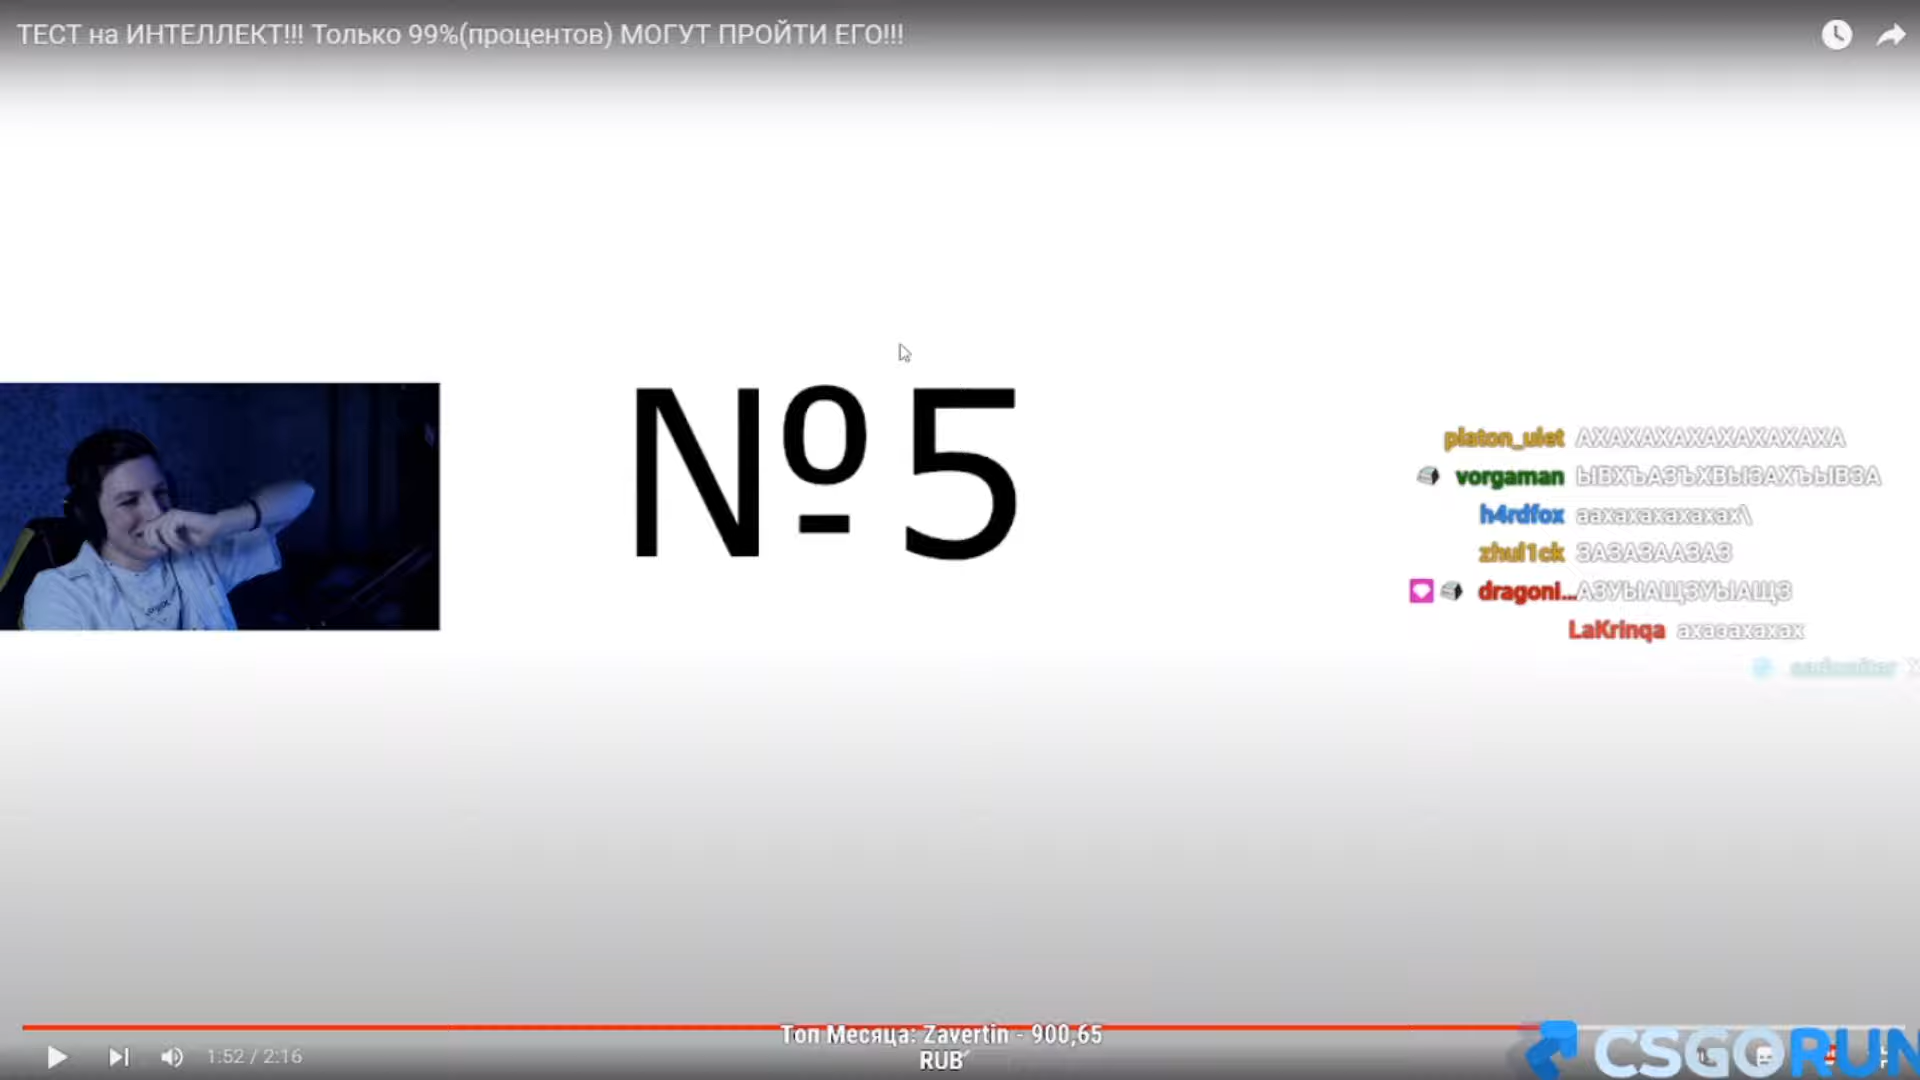 ТЕСТ на ИНТЕЛЛЕКТ!!! Только 99%(процентов) МОГУТ ПРОЙТИ ЕГО!!!
№5
platon_ulet АХАХАХАХАХАХАХАХА
vorgaman ЫВХЪАЗЪХВЫЗАХЪЫВЗА
h4rdfox аахахахахахах\
zhul1ck ЗАЗАЗААЗАЗ
dragoni...АЗУЫАЩЗУЫАЩЗ
LaKrinqa ахазахахах
Топ Месяца: Zavertin - 900,65
RUB
1:52 / 2:16
CSGORUN